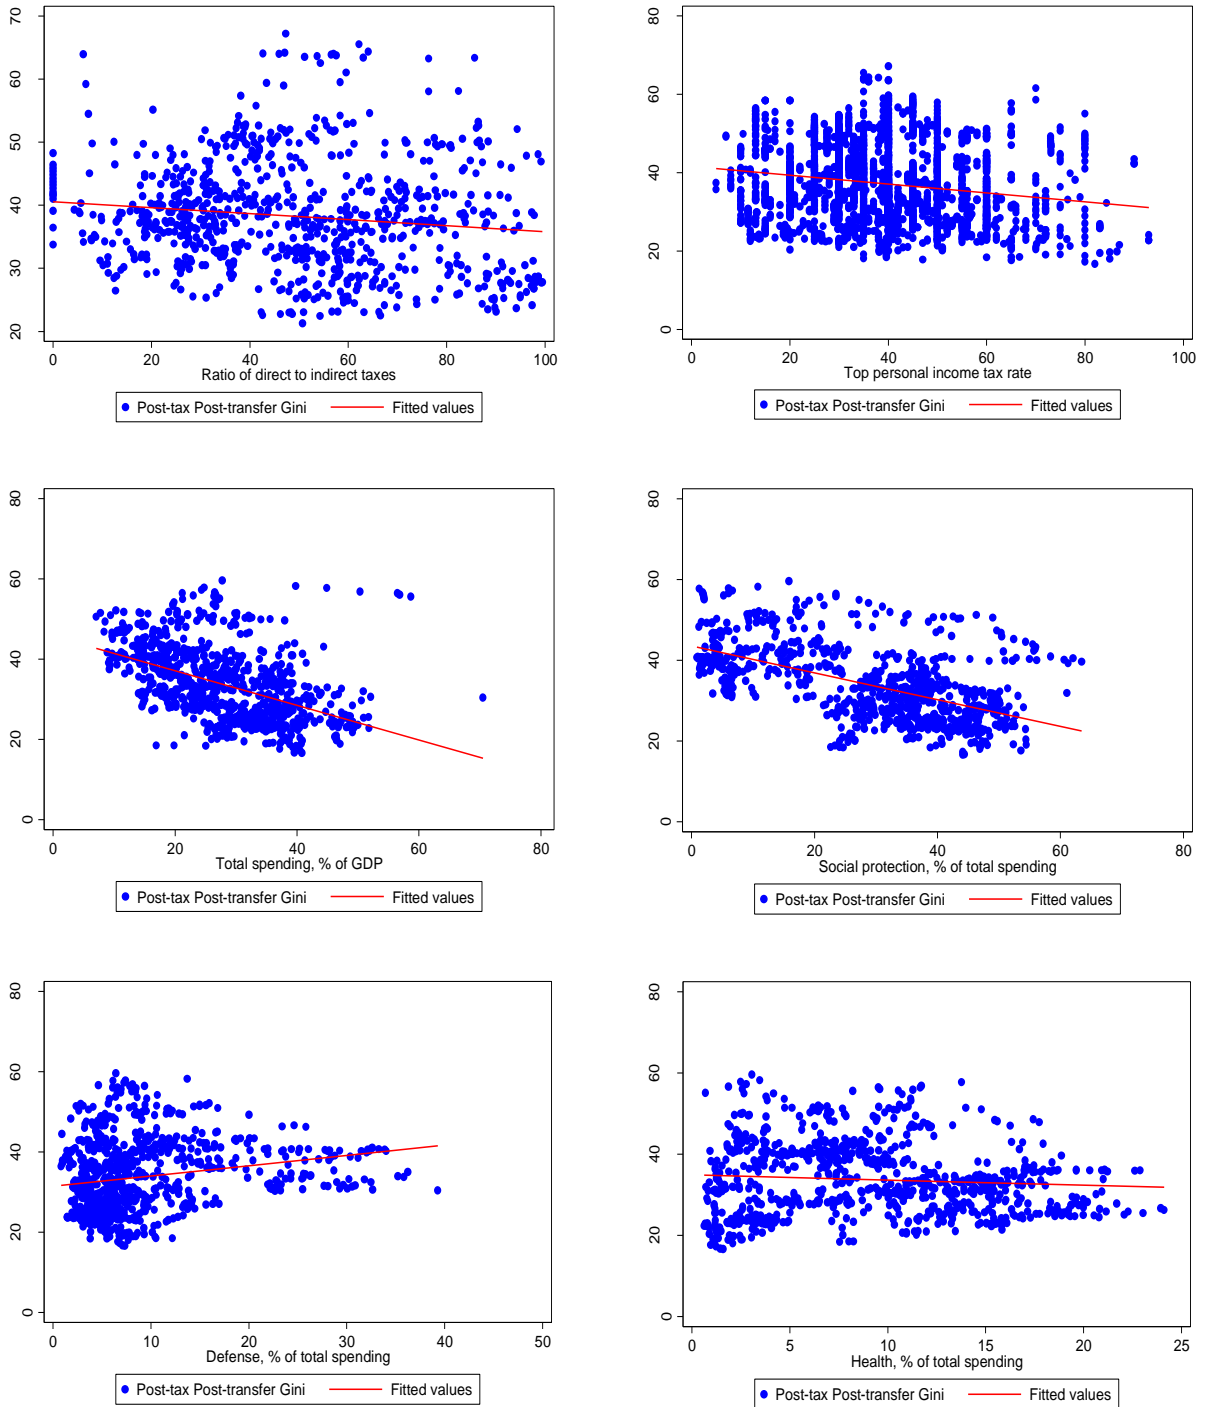 70
60
50
40
30
20
0 20 40 60 80 100
Ratio of direct to indirect taxes
Post-tax Post-transfer Gini Fitted values
80
60
40
20
0
0 20 40 60 80 100
Top personal income tax rate
Post-tax Post-transfer Gini Fitted values
80
60
40
20
0
0 20 40 60 80
Total spending, % of GDP
Post-tax Post-transfer Gini Fitted values
80
60
40
20
0
0 20 40 60 80
Social protection, % of total spending
Post-tax Post-transfer Gini Fitted values
80
60
40
20
0
0 10 20 30 40 50
Defense, % of total spending
Post-tax Post-transfer Gini Fitted values
80
60
40
20
0
0 5 10 15 20 25
Health, % of total spending
Post-tax Post-transfer Gini Fitted values